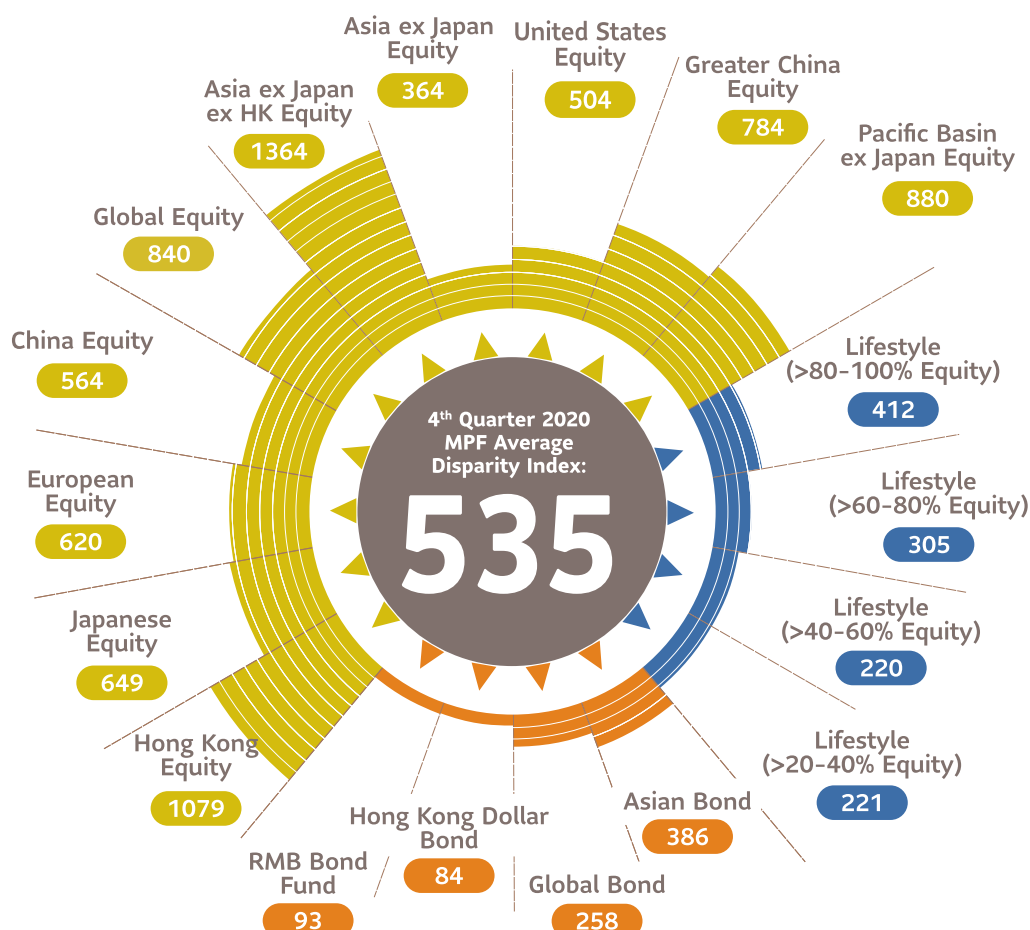 Asia ex Japan
Equity
364
United States
Equity
504
Greater China
Equity
784
Pacific Basin
ex Japan Equity
880
Lifestyle
(>80–100% Equity)
412
Lifestyle
(>60–80% Equity)
305
Lifestyle
(>40–60% Equity)
220
Lifestyle
(>20–40% Equity)
221
Asian Bond
386
Global Bond
258
Hong Kong Dollar
Bond
84
RMB Bond
Fund
93
Hong Kong
Equity
1079
Japanese
Equity
649
European
Equity
620
China Equity
564
Global Equity
840
Asia ex Japan
ex HK Equity
1364
4th Quarter 2020
MPF Average
Disparity Index:
535